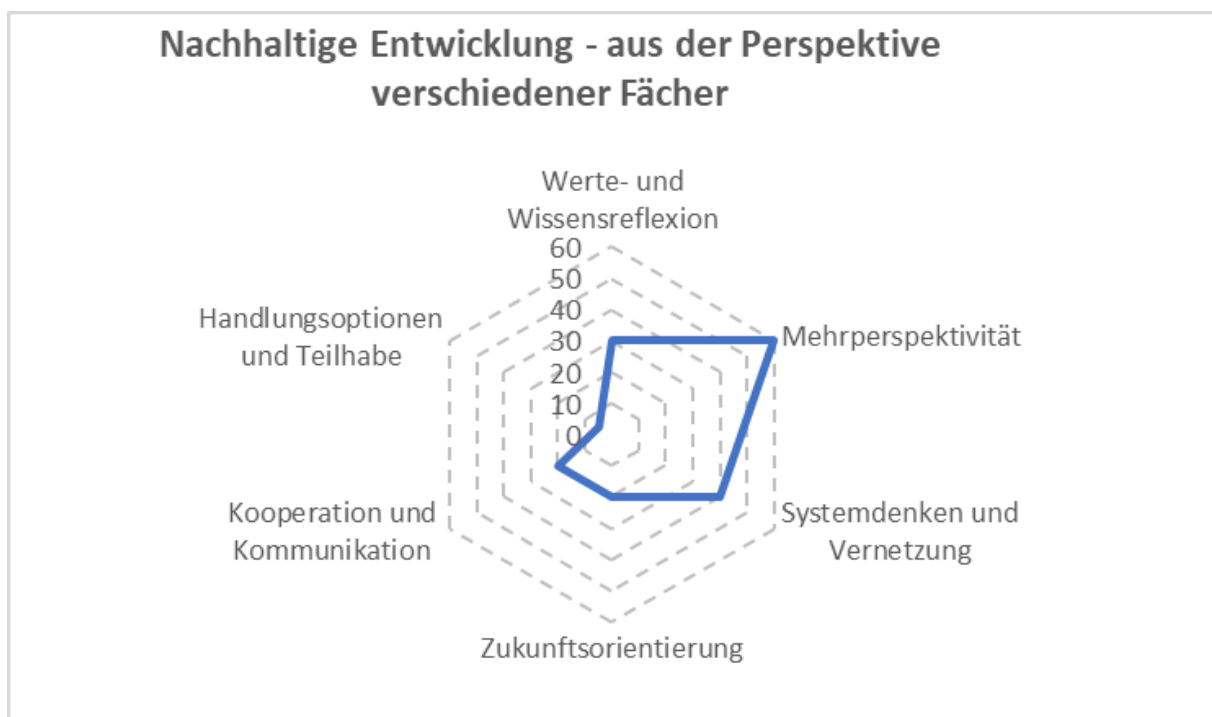 Nachhaltige Entwicklung - aus der Perspektive
verschiedener Fächer
Werte- und
Wissensreflexion
60
50
40
30
20
10
0
Mehrperspektivität
Systemdenken und
Vernetzung
Zukunftsorientierung
Kooperation und
Kommunikation
Handlungsoptionen
und Teilhabe